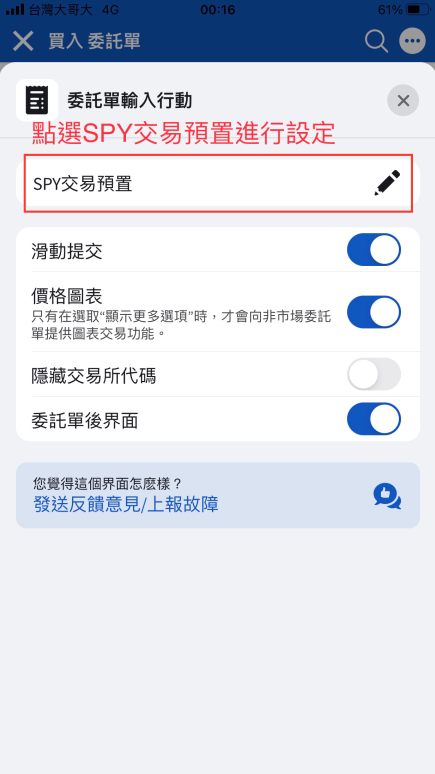 台灣大哥大 4G 00:16 61%
買入 委託單
委託單輸入行動
點選SPY交易預置進行設定
SPY交易預置
滑動提交
價格圖表
只有在選取“顯示更多選項”時，才會向非市場委託
單提供圖表交易功能。
隱藏交易所代碼
委託單後界面
您覺得這個界面怎麼樣？
發送反饋意見/上報故障